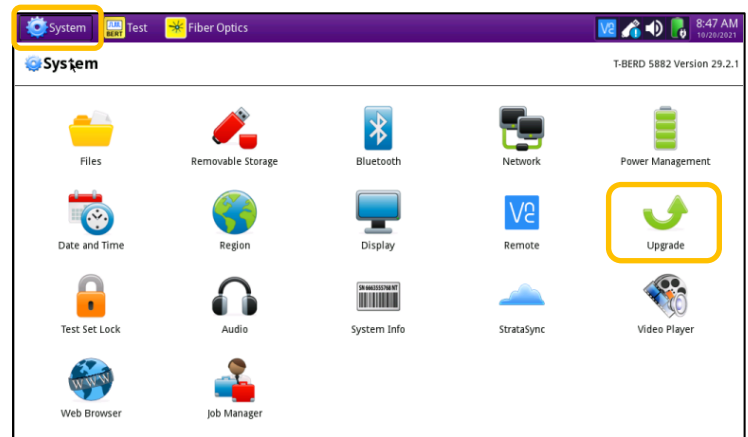 System
BERT
Test
Fiber Optics
8:47 AM
10/20/2021
System
T-BERD 5882 Version 29.2.1
Files
Removable Storage
Bluetooth
Network
Power Management
Date and Time
Region
Display
Remote
Upgrade
Test Set Lock
Audio
System Info
StrataSync
Video Player
WWW
Web Browser
Job Manager